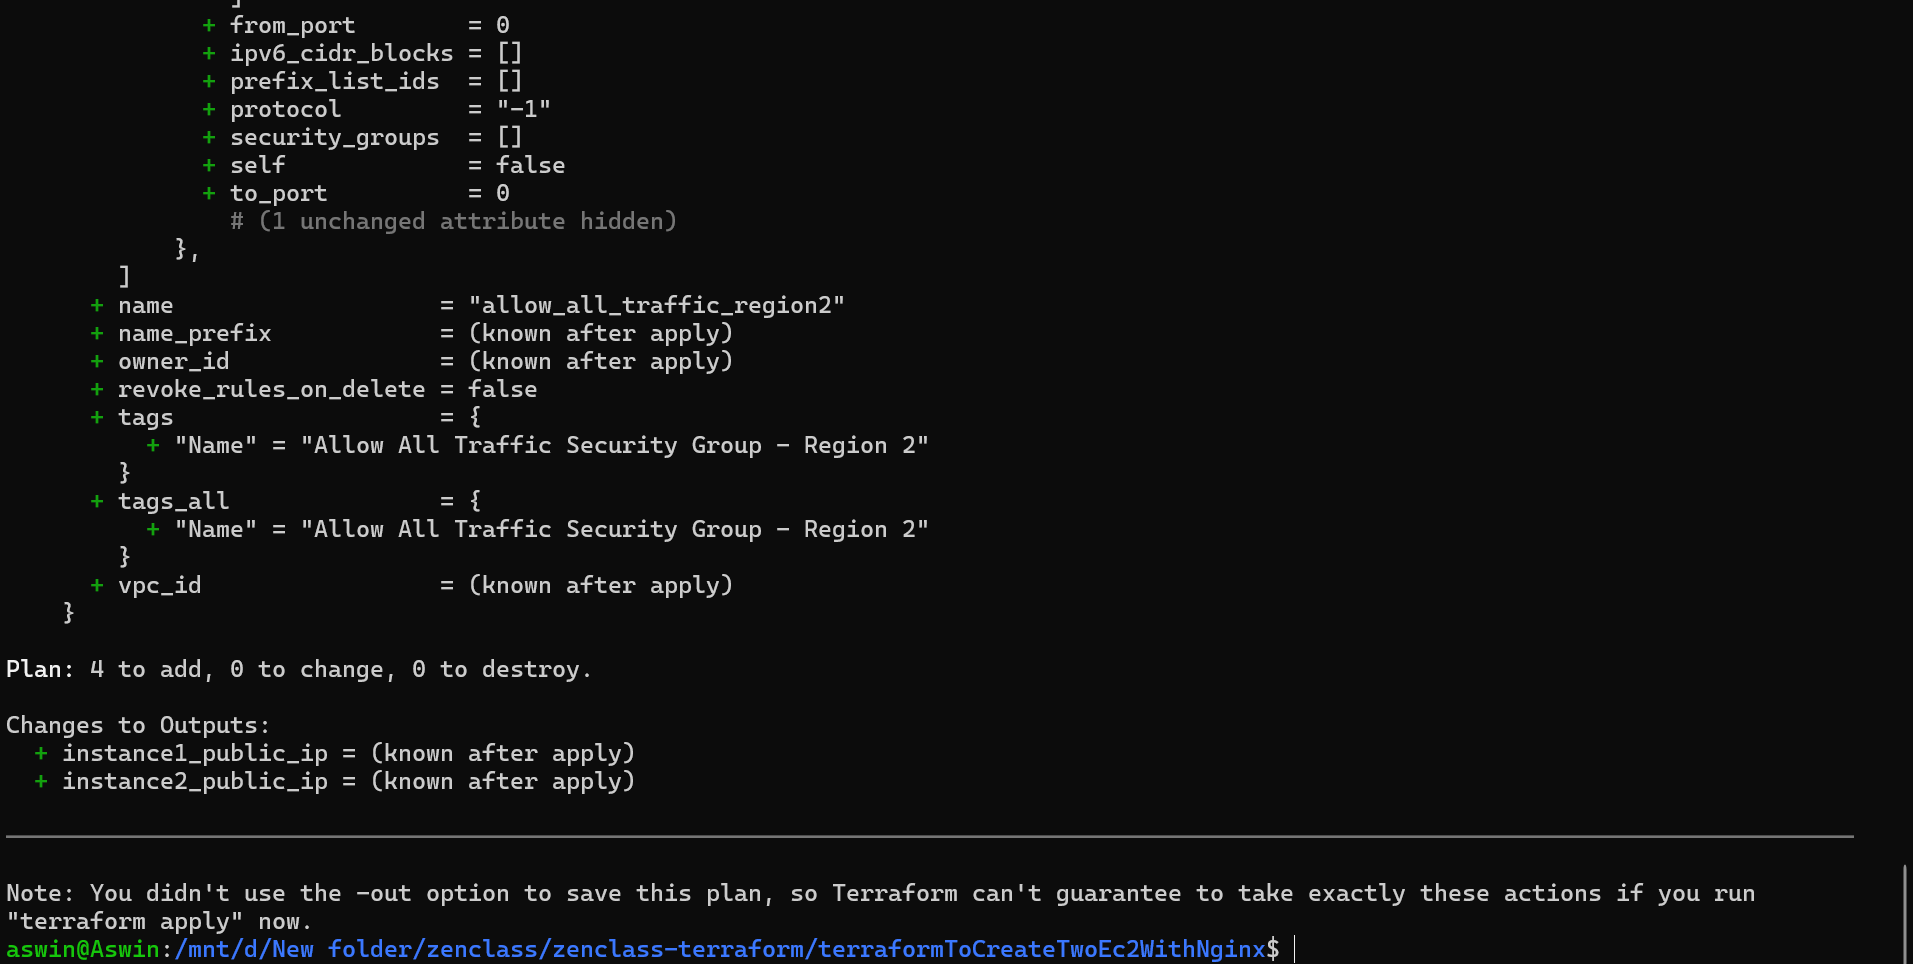 ]
+ from_port        = 0
+ ipv6_cidr_blocks = []
+ prefix_list_ids  = []
+ protocol         = "-1"
+ security_groups  = []
+ self             = false
+ to_port          = 0
# (1 unchanged attribute hidden)
},
]
+ name                   = "allow_all_traffic_region2"
+ name_prefix            = (known after apply)
+ owner_id               = (known after apply)
+ revoke_rules_on_delete = false
+ tags                   = {
+ "Name" = "Allow All Traffic Security Group - Region 2"
}
+ tags_all               = {
+ "Name" = "Allow All Traffic Security Group - Region 2"
}
+ vpc_id                 = (known after apply)
}
Plan: 4 to add, 0 to change, 0 to destroy.
Changes to Outputs:
+ instance1_public_ip = (known after apply)
+ instance2_public_ip = (known after apply)
Note: You didn't use the -out option to save this plan, so Terraform can't guarantee to take exactly these actions if you run
"terraform apply" now.
aswin@Aswin:/mnt/d/New folder/zenclass/zenclass-terraform/terraformToCreateTwoEc2WithNginx$